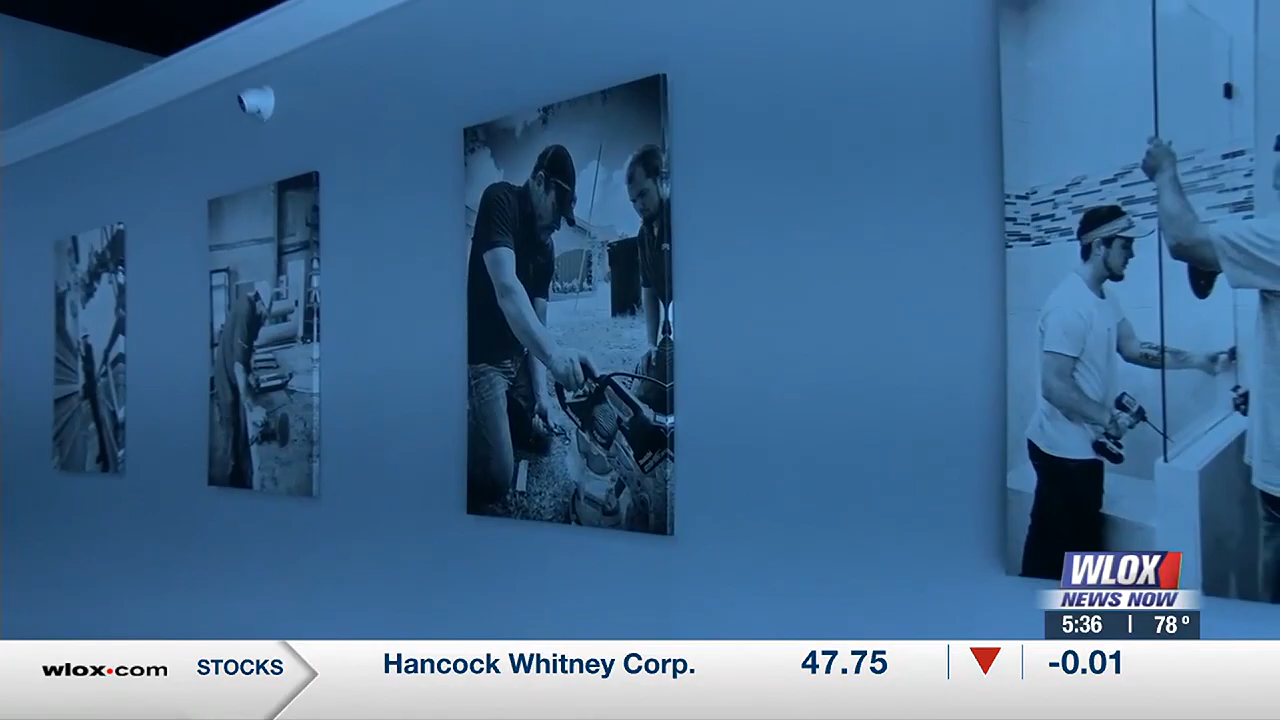 WLOX
NEWS NOW
5:36 | 78°
wlox.com
STOCKS
Hancock Whitney Corp.
47.75
-0.01